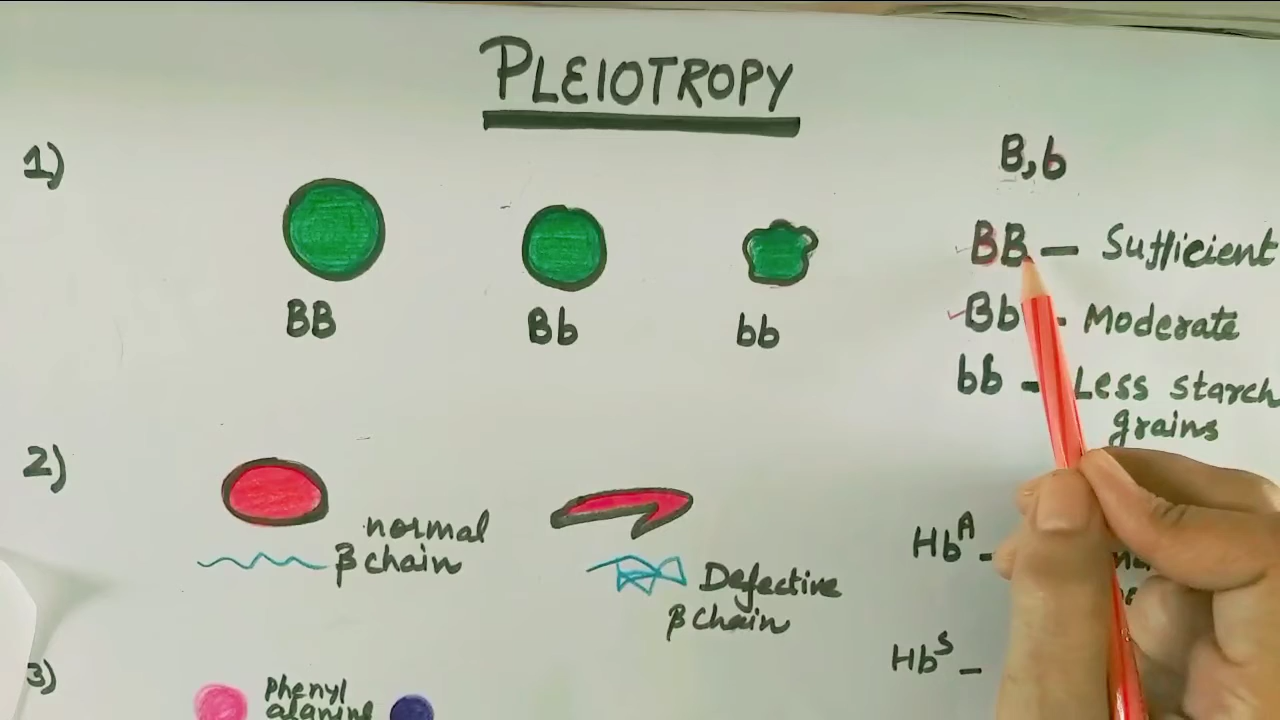 PLEIOTROPY
1)
B,b
BB — Sufficient
Bb - Moderate
bb - Less starch
grains
BB Bb bb
2)
normal
β chain
Defective
β chain
Hb^A -
Hb^S -
3)
phenyl
alanine